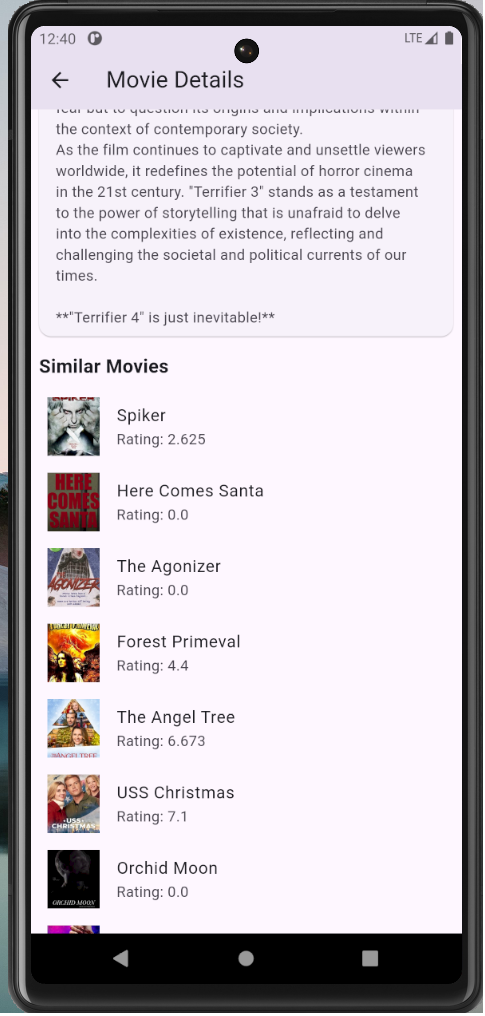 12:40
LTE
Movie Details
fear but to question its origins and implications within
the context of contemporary society.
As the film continues to captivate and unsettle viewers
worldwide, it redefines the potential of horror cinema
in the 21st century. "Terrifier 3" stands as a testament
to the power of storytelling that is unafraid to delve
into the complexities of existence, reflecting and
challenging the societal and political currents of our
times.
**"Terrifier 4" is just inevitable!**
Similar Movies
SPIKER
Spiker
Rating: 2.625
HERE
COMES
SANTA
Here Comes Santa
Rating: 0.0
AGONIZER
The Agonizer
Rating: 0.0
Forest Primeval
Rating: 4.4
ANGEL TREE
The Angel Tree
Rating: 6.673
USS
CHRISTMAS
USS Christmas
Rating: 7.1
ORCHID MOON
Orchid Moon
Rating: 0.0